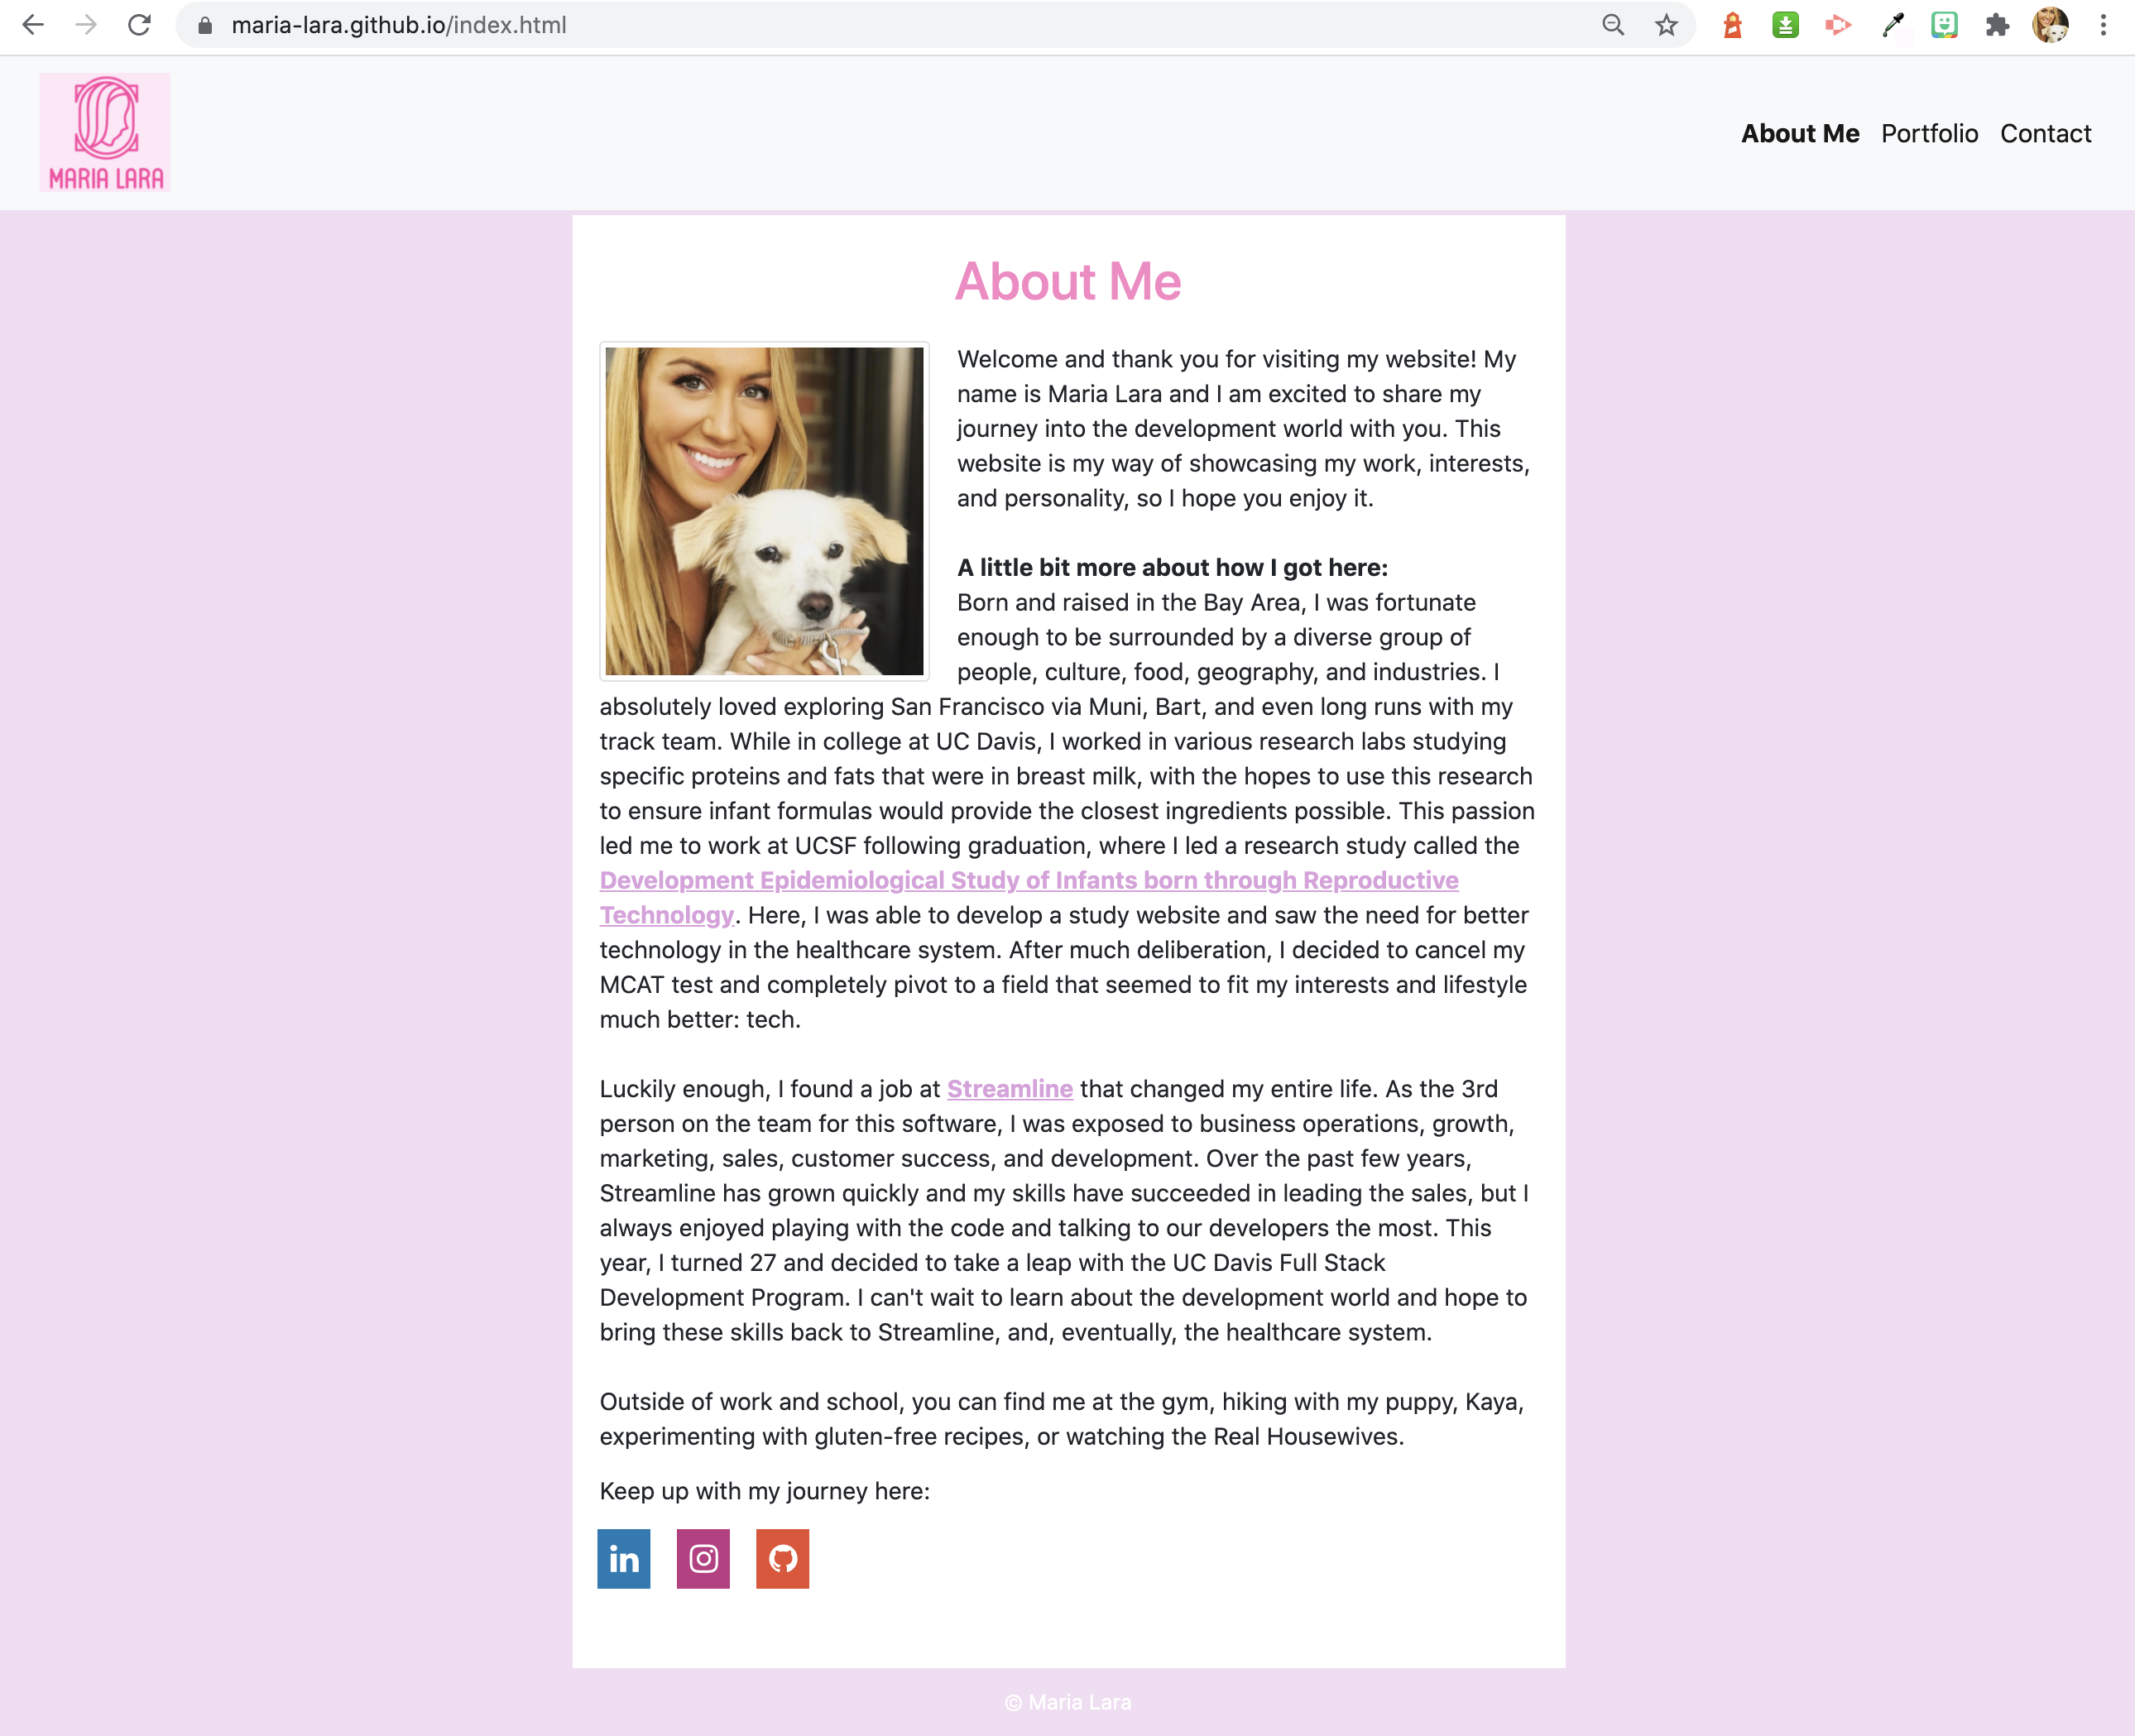 maria-lara.github.io/index.html
MARIA LARA
About Me Portfolio Contact
About Me
Welcome and thank you for visiting my website! My
name is Maria Lara and I am excited to share my
journey into the development world with you. This
website is my way of showcasing my work, interests,
and personality, so I hope you enjoy it.
A little bit more about how I got here:
Born and raised in the Bay Area, I was fortunate
enough to be surrounded by a diverse group of
people, culture, food, geography, and industries. I
absolutely loved exploring San Francisco via Muni, Bart, and even long runs with my
track team. While in college at UC Davis, I worked in various research labs studying
specific proteins and fats that were in breast milk, with the hopes to use this research
to ensure infant formulas would provide the closest ingredients possible. This passion
led me to work at UCSF following graduation, where I led a research study called the
Development Epidemiological Study of Infants born through Reproductive
Technology. Here, I was able to develop a study website and saw the need for better
technology in the healthcare system. After much deliberation, I decided to cancel my
MCAT test and completely pivot to a field that seemed to fit my interests and lifestyle
much better: tech.
Luckily enough, I found a job at Streamline that changed my entire life. As the 3rd
person on the team for this software, I was exposed to business operations, growth,
marketing, sales, customer success, and development. Over the past few years,
Streamline has grown quickly and my skills have succeeded in leading the sales, but I
always enjoyed playing with the code and talking to our developers the most. This
year, I turned 27 and decided to take a leap with the UC Davis Full Stack
Development Program. I can't wait to learn about the development world and hope to
bring these skills back to Streamline, and, eventually, the healthcare system.
Outside of work and school, you can find me at the gym, hiking with my puppy, Kaya,
experimenting with gluten-free recipes, or watching the Real Housewives.
Keep up with my journey here:
in
© Maria Lara